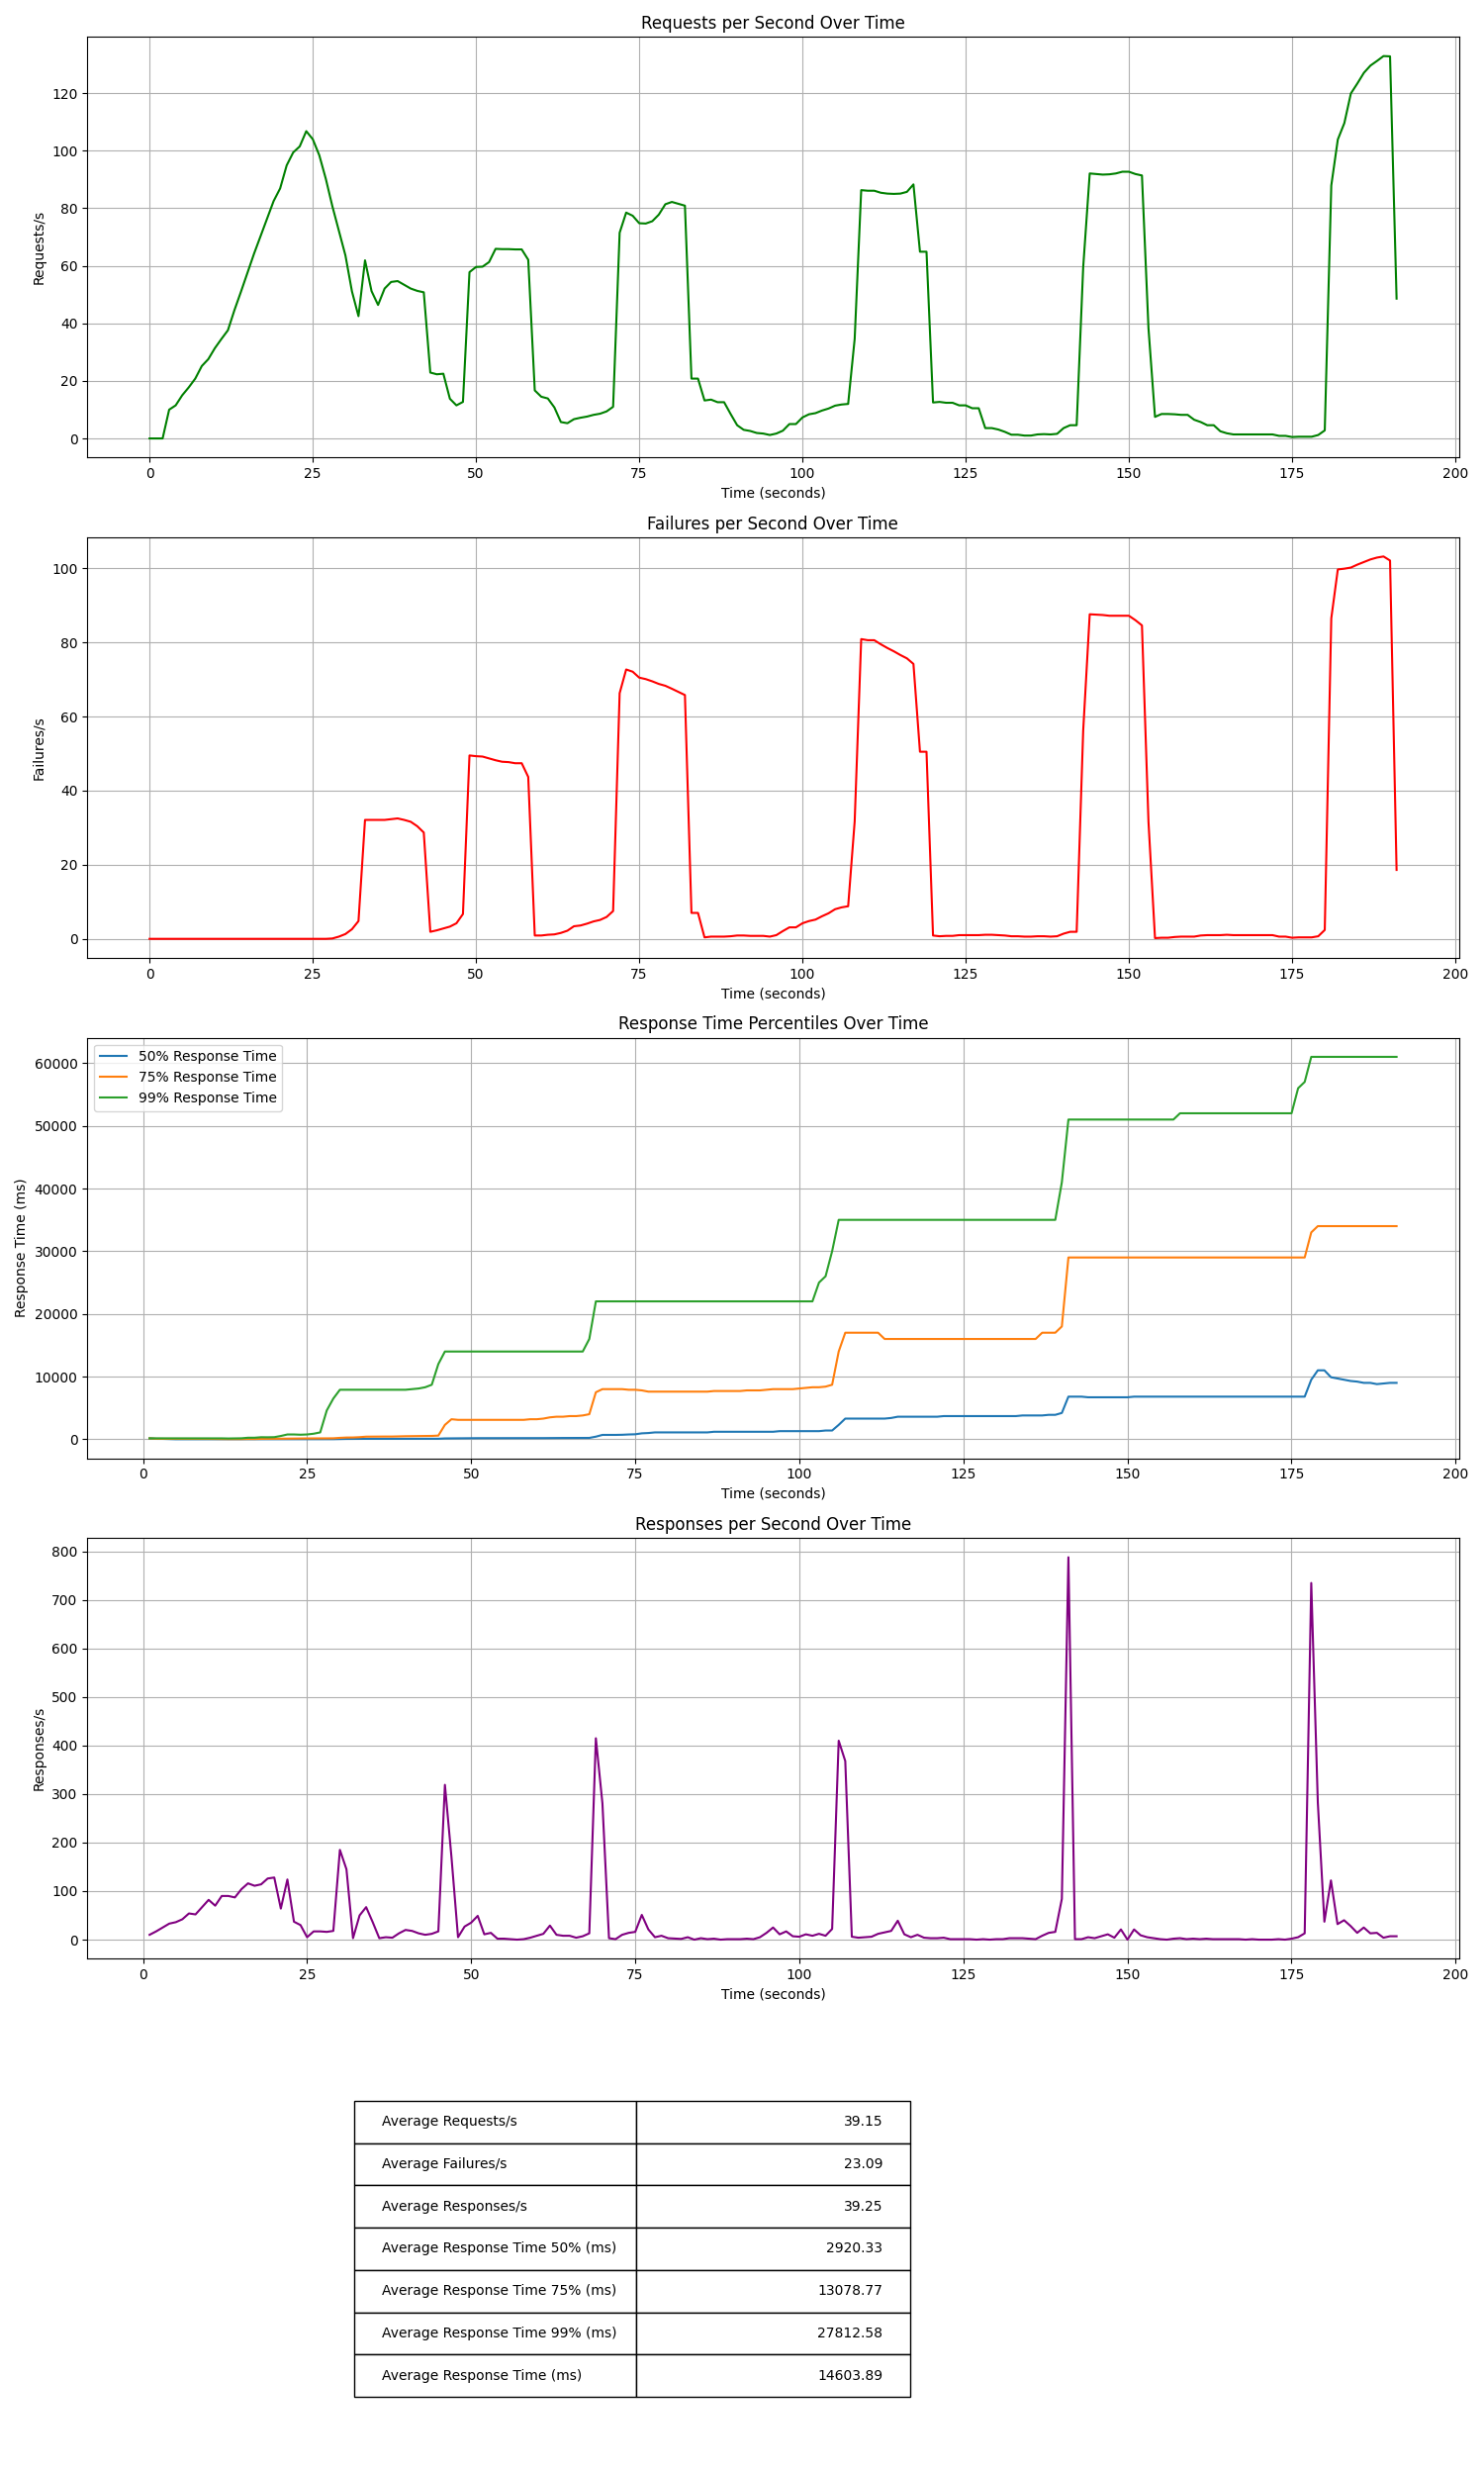 Requests per Second Over Time
120
100
80
60
40
20
0
Requests/s
0 25 50 75 100 125 150 175 200
Time (seconds)
Failures per Second Over Time
100
80
60
40
20
0
Failures/s
0 25 50 75 100 125 150 175 200
Time (seconds)
Response Time Percentiles Over Time
50% Response Time
75% Response Time
99% Response Time
60000
50000
40000
30000
20000
10000
0
Response Time (ms)
0 25 50 75 100 125 150 175 200
Time (seconds)
Responses per Second Over Time
800
700
600
500
400
300
200
100
0
Responses/s
0 25 50 75 100 125 150 175 200
Time (seconds)
Average Requests/s 39.15
Average Failures/s 23.09
Average Responses/s 39.25
Average Response Time 50% (ms) 2920.33
Average Response Time 75% (ms) 13078.77
Average Response Time 99% (ms) 27812.58
Average Response Time (ms) 14603.89